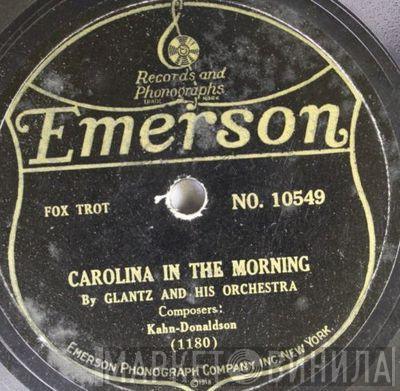 Records and
Phonographs
TRADE MARK
Emerson
FOX TROT
NO. 10549
CAROLINA IN THE MORNING
By GLANTZ AND HIS ORCHESTRA
Composers:
Kahn-Donaldson
(1180)
EMERSON PHONOGRAPH COMPANY, INC. NEW YORK
МАРКЕТ ВИНИЛА